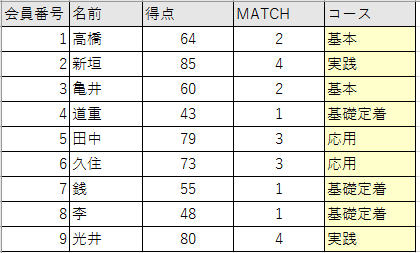 会員番号 名前 得点 MATCH コース
1 高橋 64 2 基本
2 新垣 85 4 実践
3 亀井 60 2 基本
4 道重 43 1 基礎定着
5 田中 79 3 応用
6 久住 73 3 応用
7 銭 55 1 基礎定着
8 李 48 1 基礎定着
9 光井 80 4 実践